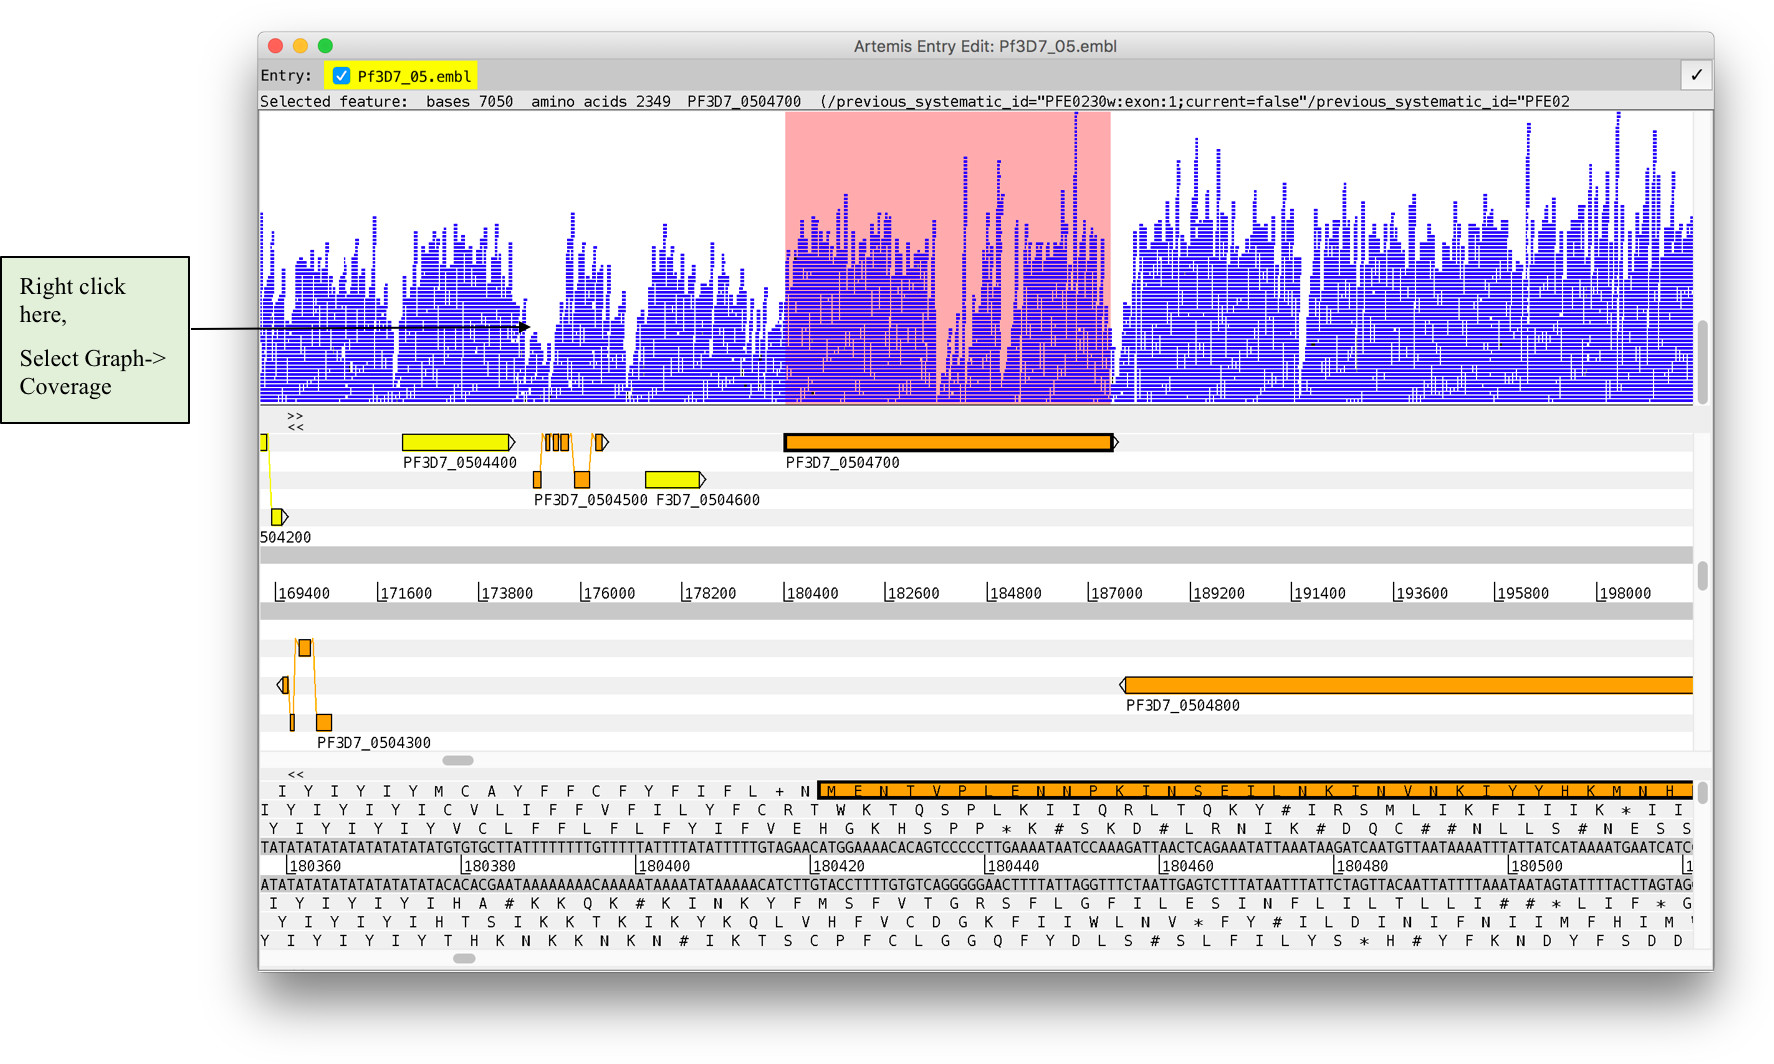 Artemis Entry Edit: Pf3D7_05.embl
Entry: Pf3D7_05.embl
Selected feature: bases 7050 amino acids 2349 PF3D7_0504700 (/previous_systematic_id="PFE0230w:exon:1;current=false"/previous_systematic_id="PFE02
Right click
here,
Select Graph->
Coverage
>>
<<
PF3D7_0504400
PF3D7_0504700
PF3D7_0504500 F3D7_0504600
504200
169400 171600 173800 176000 178200 180400 182600 184800 187000 189200 191400 193600 195800 198000
PF3D7_0504800
PF3D7_0504300
<<
I Y I Y I Y M C A Y F F C F Y F I F L + N M E N T V P L E N N P K I N S E I L N K I N V N K I Y Y H K M N H
I Y I Y I Y I C V L I F F V F I L Y F C R T W K T Q S P L K I I Q R L T Q K Y # I R S M L I K F I I I K * I I
Y I Y I Y I Y V C L F F L F L F Y I F V E H G K H S P P * K # S K D # L R N I K # D Q C # # N L L S # N E S S
180360 180380 180400 180420 180440 180460 180480 180500
I Y I Y I Y I H A # K K Q K # K I N K Y F M S F V T G R S F L G F I L E S I N F L I L T L L I # # * L I F * G
Y I Y I Y I H T S I K K T K I K Y K Q L V H F V C D G K F I I W L N V * F Y # I L D I N I F N I I M F H I M
Y I Y I Y I Y T H K N K K N K N # I K T S C P F C L G G Q F Y D L S # S L F I L Y S * H # Y F K N D Y F S D D